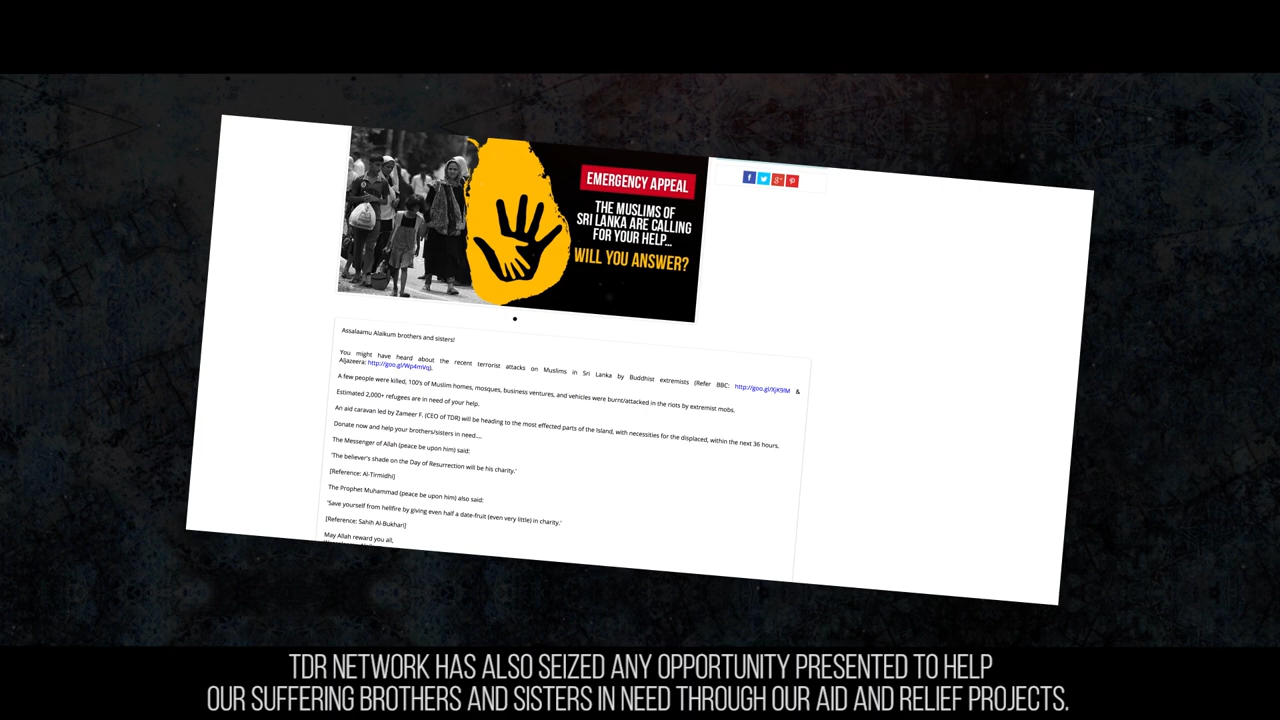 EMERGENCY APPEAL
THE MUSLIMS OF
SRI LANKA ARE CALLING
FOR YOUR HELP...
WILL YOU ANSWER?
Assalaamu Alaikum brothers and sisters!
You might have heard about the recent terrorist attacks on Muslims in Sri Lanka by Buddhist extremists (Refer BBC: http://goo.gl/XjK9IM &
Aljazeera: http://goo.gl/Wp4mVq).
A few people were killed, 100's of Muslim homes, mosques, business ventures, and vehicles were burnt/attacked in the riots by extremist mobs.
Estimated 2,000+ refugees are in need of your help.
An aid caravan led by Zameer F. (CEO of TDR) will be heading to the most effected parts of the Island, with necessities for the displaced, within the next 36 hours.
Donate now and help your brothers/sisters in need....
The Messenger of Allah (peace be upon him) said:
'The believer's shade on the Day of Resurrection will be his charity.'
[Reference: Al-Tirmidhi]
The Prophet Muhammad (peace be upon him) also said:
'Save yourself from hellfire by giving even half a date-fruit (even very little) in charity.'
[Reference: Sahih Al-Bukhari]
May Allah reward you all,
TDR NETWORK HAS ALSO SEIZED ANY OPPORTUNITY PRESENTED TO HELP
OUR SUFFERING BROTHERS AND SISTERS IN NEED THROUGH OUR AID AND RELIEF PROJECTS.